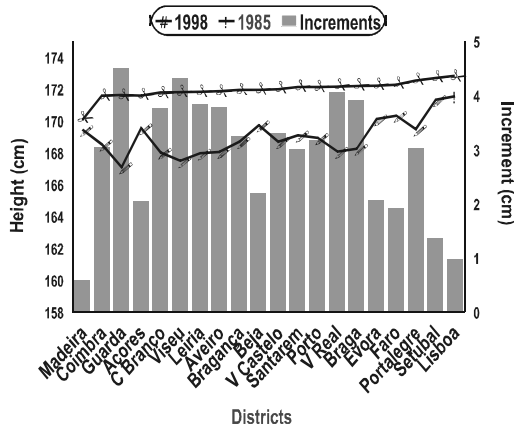 1998 1985 Increments
Height (cm)
174
172
170
168
166
164
162
160
158
5
4
3
2
1
0
Increment (cm)
Madeira
Coimbra
Guarda
Açores
C Branco
Viseu
Leiria
Aveiro
Bragança
Beja
V Castelo
Santarem
Porto
V Real
Braga
Evora
Faro
Portalegre
Setubal
Lisboa
Districts